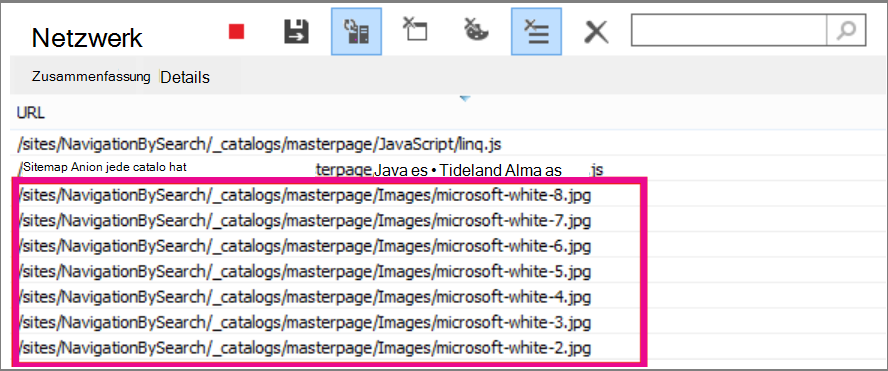 Netzwerk
Zusammenfassung Details
URL
/sites/NavigationBySearch/_catalogs/masterpage/JavaScript/linq.js
/Sitemap Anion jede catalo hat terpage Java es • Tideland Alma as .js
/sites/NavigationBySearch/_catalogs/masterpage/Images/microsoft-white-8.jpg
/sites/NavigationBySearch/_catalogs/masterpage/Images/microsoft-white-7.jpg
/sites/NavigationBySearch/_catalogs/masterpage/Images/microsoft-white-6.jpg
/sites/NavigationBySearch/_catalogs/masterpage/Images/microsoft-white-5.jpg
/sites/NavigationBySearch/_catalogs/masterpage/Images/microsoft-white-4.jpg
/sites/NavigationBySearch/_catalogs/masterpage/Images/microsoft-white-3.jpg
/sites/NavigationBySearch/_catalogs/masterpage/Images/microsoft-white-2.jpg